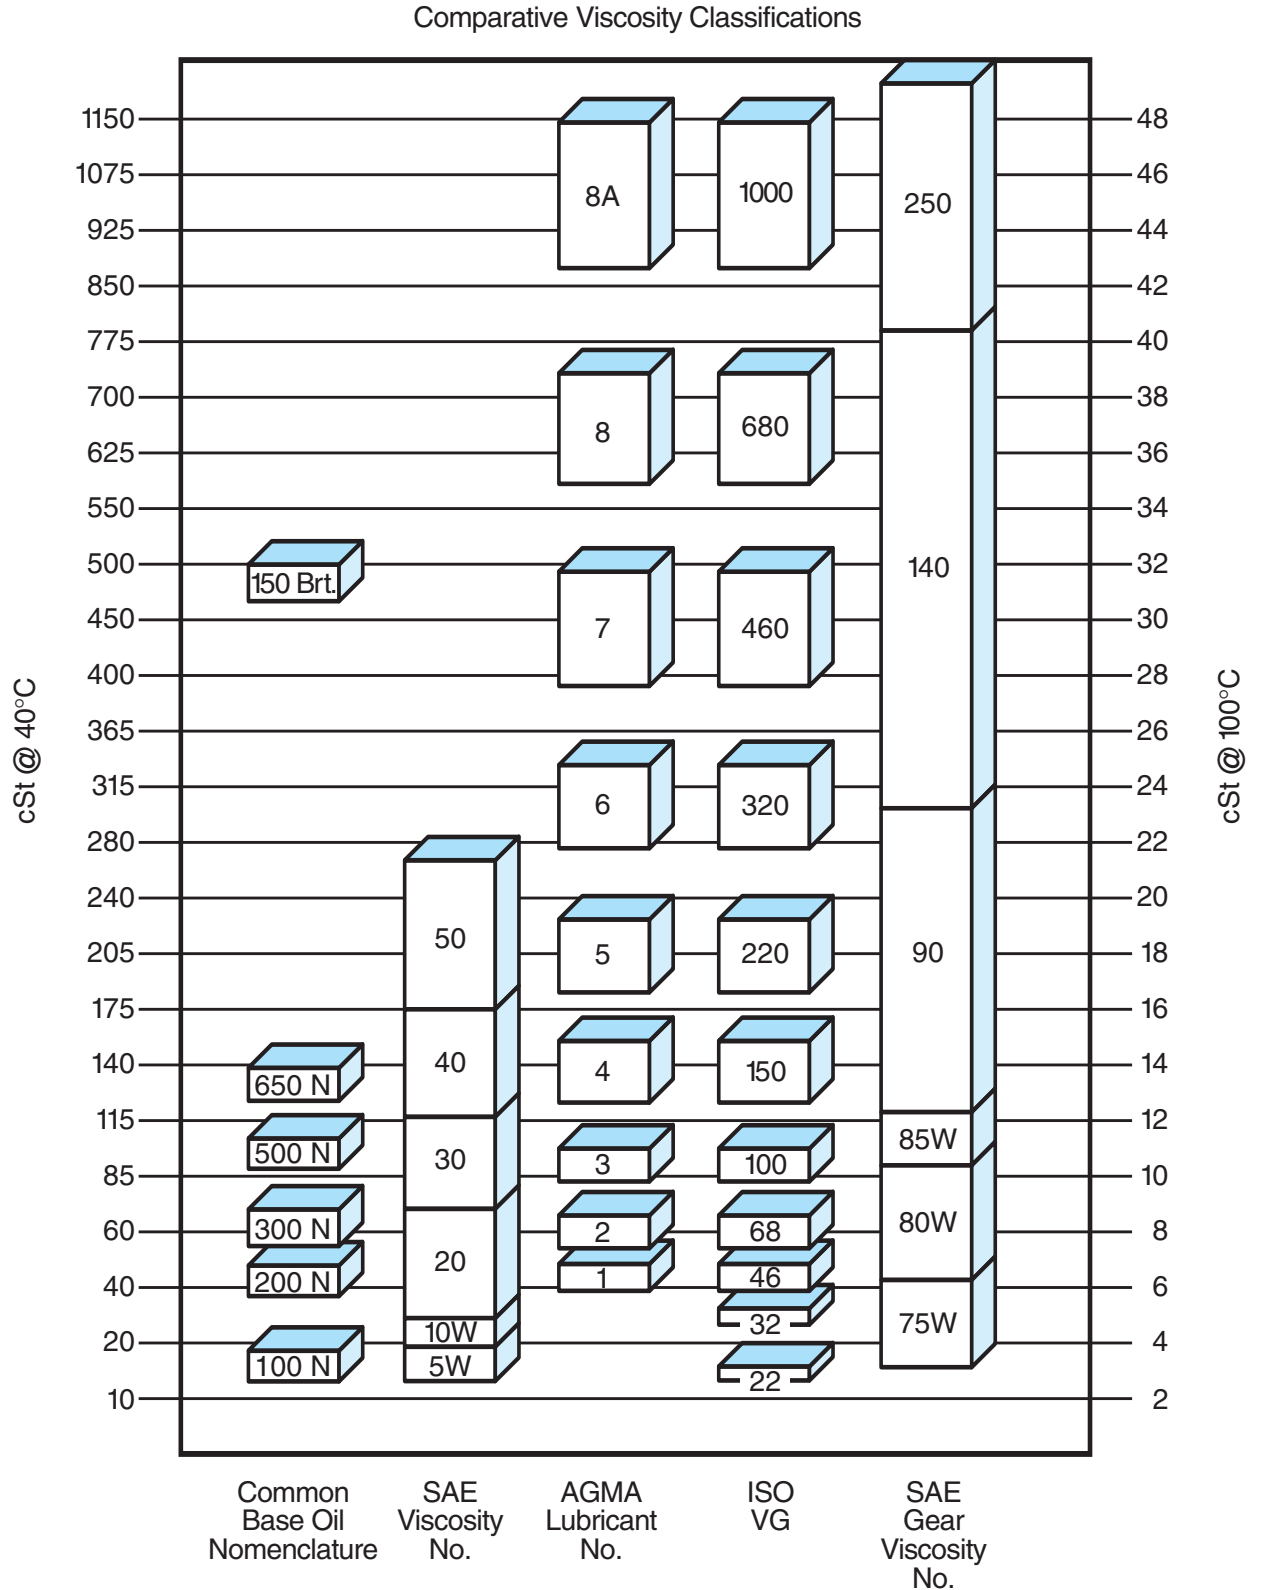 Comparative Viscosity Classifications
1150
48
1075
46
8A
1000
250
925
44
850
42
775
40
700
38
8
680
625
36
550
34
500
32
150 Brt.
140
450
30
7
460
400
28
365
26
cSt @ 40°C
cSt @ 100°C
315
24
6
320
280
22
240
20
50
205
18
5
220
90
175
16
140
14
40
4
150
650 N
115
12
85W
500 N
30
3
100
85
10
80W
300 N
60
2
68
8
20
200 N
1
46
40
6
32
75W
10W
20
4
100 N
5W
22
10
2
Common
Base Oil
Nomenclature
SAE
Viscosity
No.
AGMA
Lubricant
No.
ISO
VG
SAE
Gear
Viscosity
No.